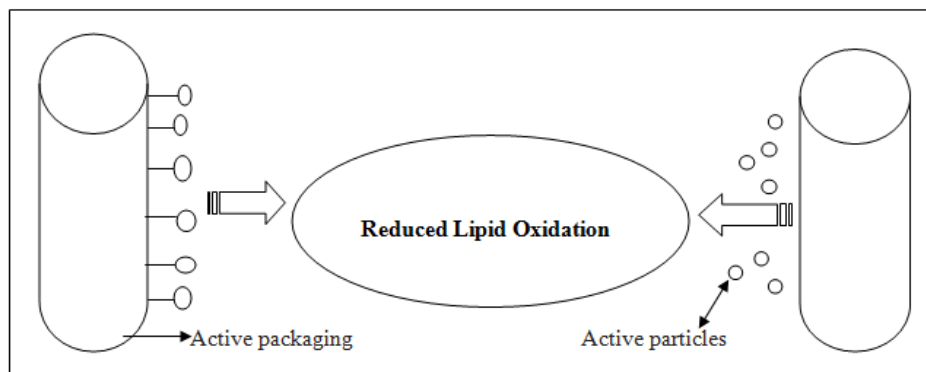 Reduced Lipid Oxidation
Active packaging
Active particles